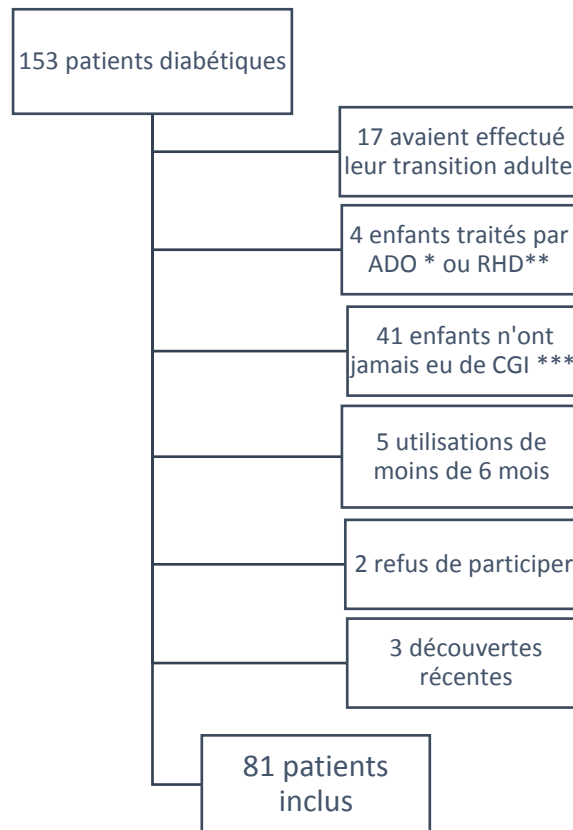 153 patients diabétiques
17 avaient effectué
leur transition adulte
4 enfants traités par
ADO * ou RHD**
41 enfants n'ont
jamais eu de CGI ***
5 utilisations de
moins de 6 mois
2 refus de participer
3 découvertes
récentes
81 patients
inclus